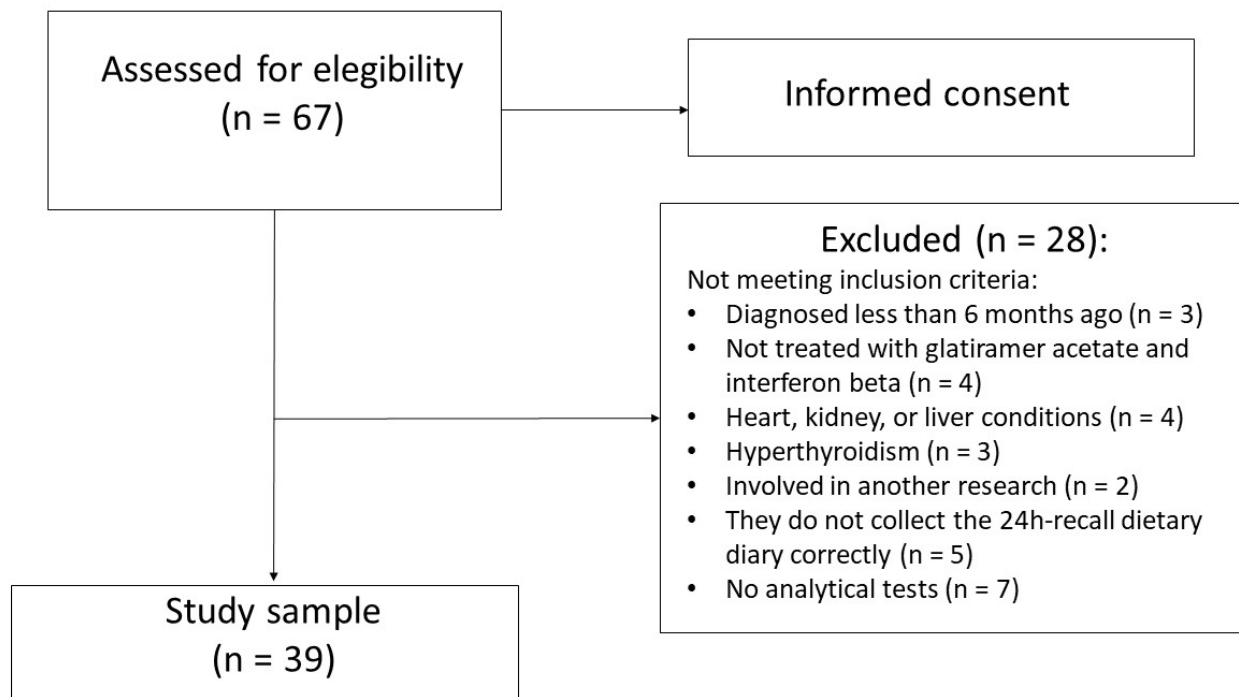 Assessed for elegibility
(n = 67)
Informed consent
Excluded (n = 28):
Not meeting inclusion criteria:
• Diagnosed less than 6 months ago (n = 3)
• Not treated with glatiramer acetate and
interferon beta (n = 4)
• Heart, kidney, or liver conditions (n = 4)
• Hyperthyroidism (n = 3)
• Involved in another research (n = 2)
• They do not collect the 24h-recall dietary
diary correctly (n = 5)
• No analytical tests (n = 7)
Study sample
(n = 39)